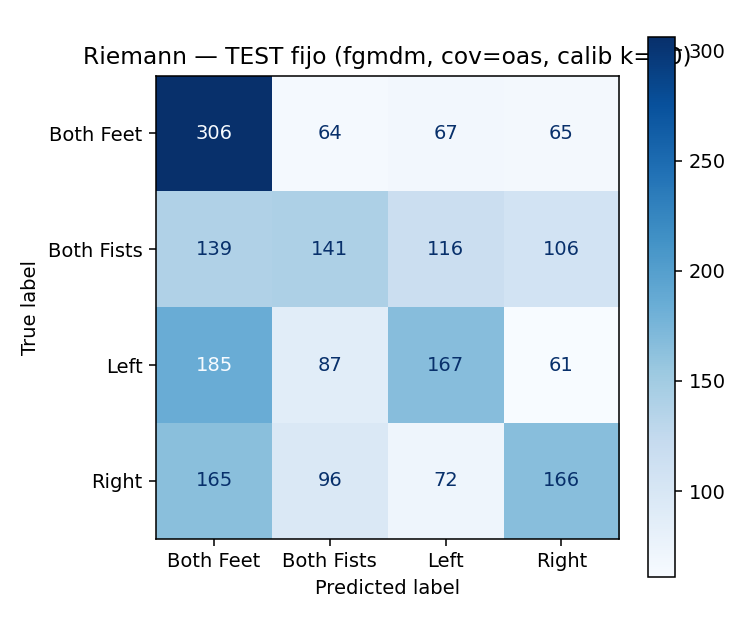 Riemann — TEST fijo (fgmdm, cov=oas, calib k= )
300
Both Feet 306 64 67 65
250
Both Fists 139 141 116 106
200
True label
150
Left 185 87 167 61
100
Right 165 96 72 166
Both Feet Both Fists Left Right
Predicted label